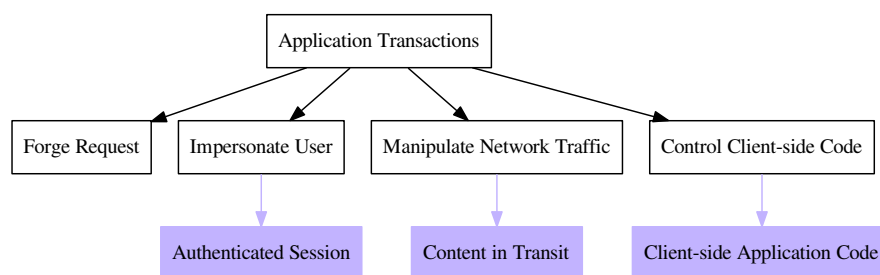 Application Transactions
Forge Request
Impersonate User
Manipulate Network Traffic
Control Client-side Code
Authenticated Session
Content in Transit
Client-side Application Code